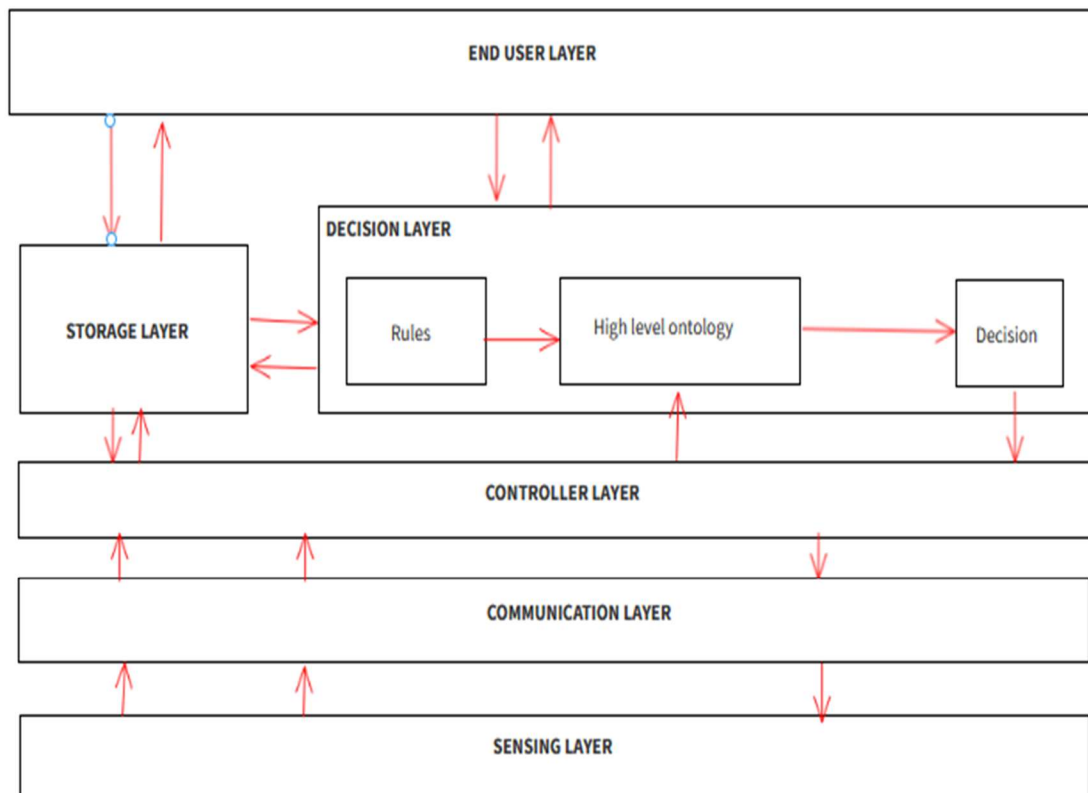 END USER LAYER
DECISION LAYER
STORAGE LAYER
Rules
High level ontology
Decision
CONTROLLER LAYER
COMMUNICATION LAYER
SENSING LAYER